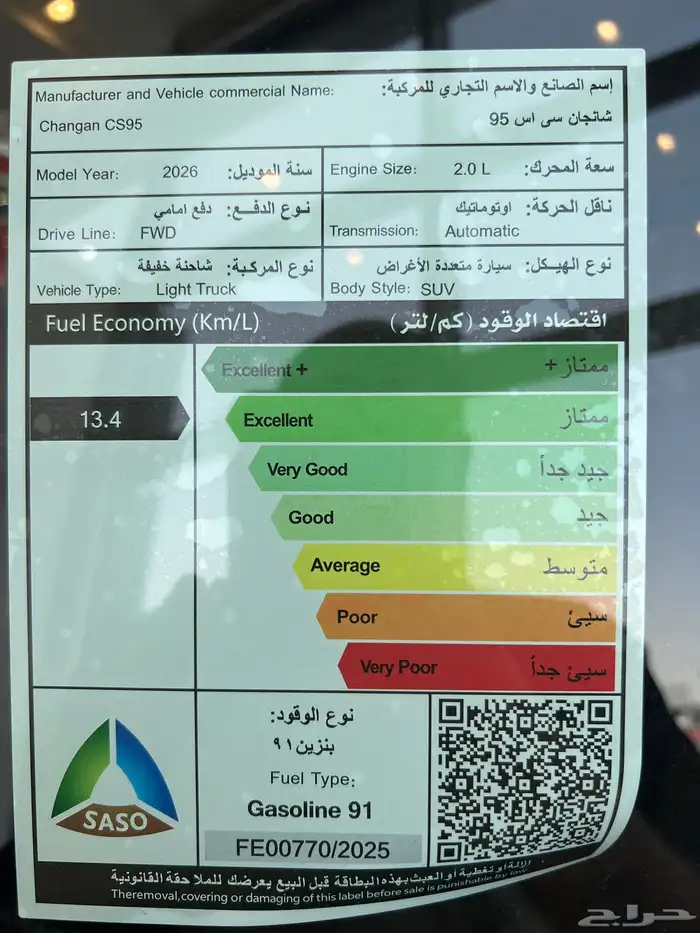 Manufacturer and Vehicle commercial Name: إسم الصانع والاسم التجاري للمركبة:
Changan CS95 شانجان سي اس 95
Model Year: 2026 سنة الموديل:
Engine Size: 2.0 L سعة المحرك:
نوع الدفـع: دفع امامي
Drive Line: FWD
ناقل الحركة: اوتوماتيك
Transmission: Automatic
نوع المركبة: شاحنة خفيفة
Vehicle Type: Light Truck
نوع الهيكل: سيارة متعددة الأغراض
Body Style: SUV
Fuel Economy (Km/L) اقتصاد الوقود (كم/لتر)
Excellent + ممتاز +
13.4
Excellent ممتاز
Very Good جيد جداً
Good جيد
Average متوسط
Poor سيئ
Very Poor سيئ جداً
SASO
نوع الوقود:
بنزين ٩١
Fuel Type:
Gasoline 91
FE00770/2025
ازالة او تغطية أو العبث بهذه البطاقة قبل البيع يعرضك للملاحقة القانونية
Theremoval,covering or damaging of this label before sale is punishable by law
حراج